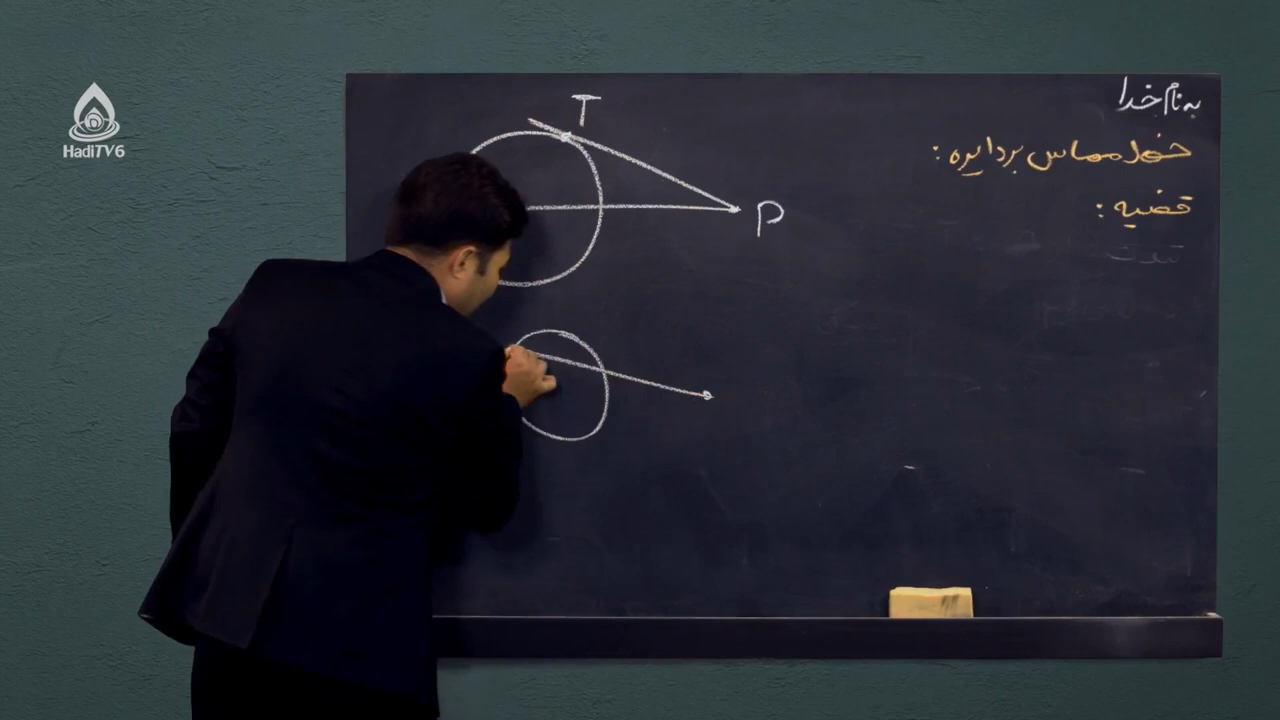 HadiTV6
به نام خدا
خط مماس بر دایره :
قضیه :
T
P